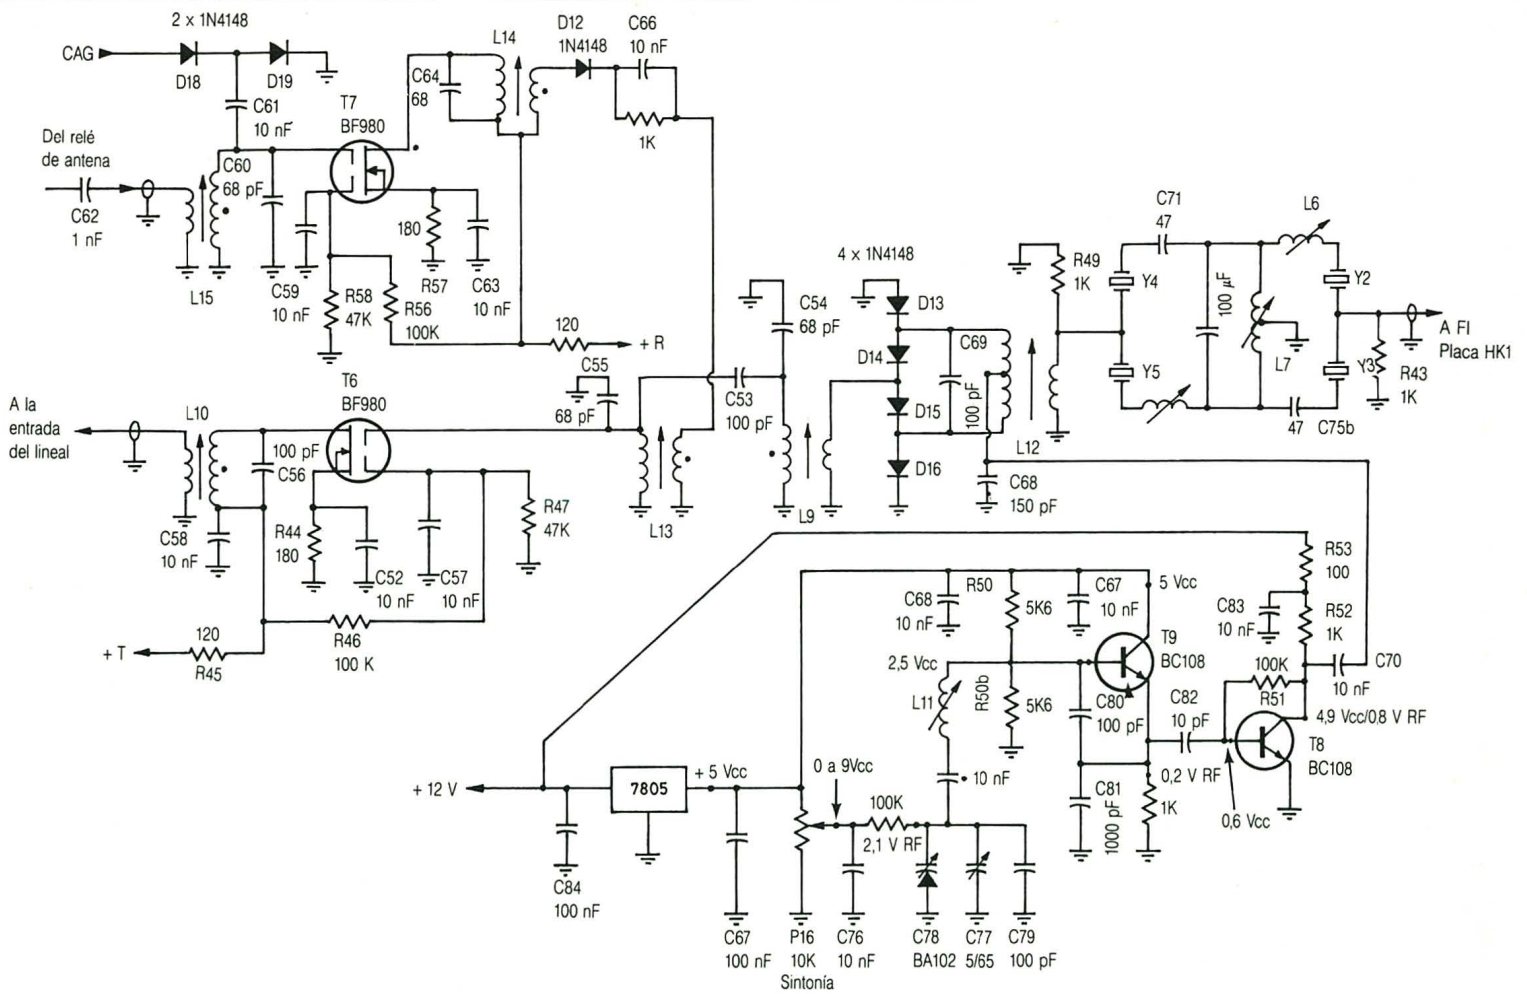 2 x 1N4148
CAG
D18
D19
C61
10 nF
Del relé
de antena
C62
1 nF
L15
C60
68 pF
T7
BF980
C64
68
L14
D12
1N4148
C66
10 nF
1K
C59
10 nF
R58
47K
R56
100K
180
R57
C63
10 nF
120
+ R
A la
entrada
del lineal
L10
100 pF
C56
T6
BF980
C55
68 pF
C58
10 nF
R44
180
C52
10 nF
C57
10 nF
R47
47K
R46
100 K
+ T
120
R45
L13
C53
100 pF
C54
68 pF
L9
4 x 1N4148
D13
D14
D15
D16
C69
100 pF
C68
150 pF
L12
R49
1K
Y4
Y5
C71
47
100 µF
L7
L6
Y2
Y3
47
C75b
R43
1K
A FI
Placa HK1
R53
100
C83
10 nF
R52
1K
C70
10 nF
100K
R51
4,9 Vcc/0,8 V RF
T8
BC108
0,6 Vcc
C68
10 nF
R50
5K6
C67
10 nF
5 Vcc
T9
BC108
2,5 Vcc
L11
R50b
5K6
C80
100 pF
C82
10 pF
0,2 V RF
C81
1000 pF
1K
10 nF
+ 12 V
7805
+ 5 Vcc
0 a 9Vcc
100K
2,1 V RF
C84
100 nF
C67
100 nF
P16
10K
Sintonía
C76
10 nF
C78
BA102
C77
5/65
C79
100 pF